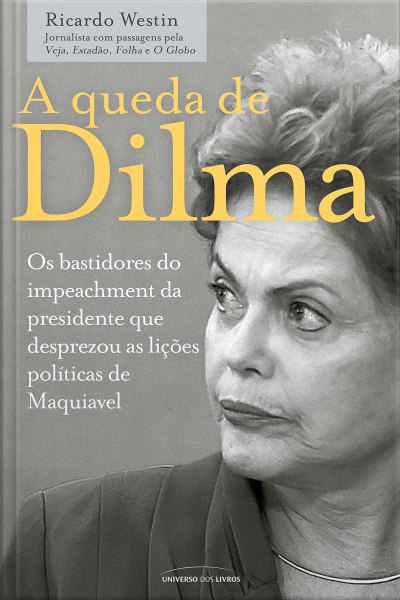 Ricardo Westin
Jornalista com passagens pela
Veja, Estadão, Folha e O Globo
A queda de
Dilma
Os bastidores do
impeachment da
presidente que
desprezou as lições
políticas de
Maquiavel
UNIVERSO DOS LIVROS